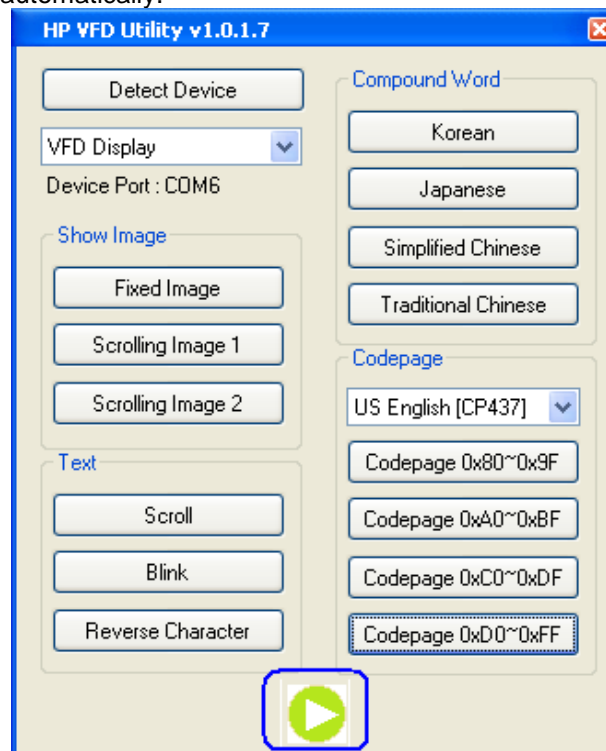 automatically.
HP VFD Utility v1.0.1.7
Detect Device
VFD Display
Device Port : COM6
Show Image
Fixed Image
Scrolling Image 1
Scrolling Image 2
Text
Scroll
Blink
Reverse Character
Compound Word
Korean
Japanese
Simplified Chinese
Traditional Chinese
Codepage
US English [CP437]
Codepage 0x80~0x9F
Codepage 0xA0~0xBF
Codepage 0xC0~0xDF
Codepage 0xD0~0xFF